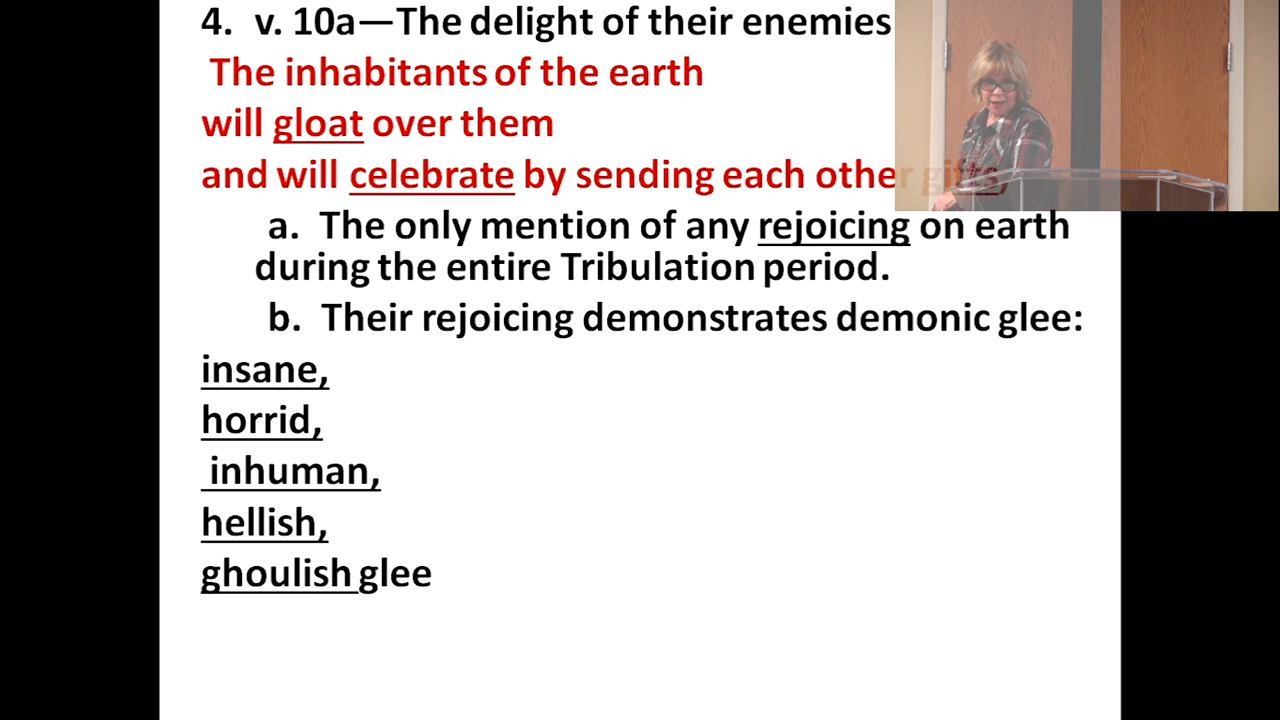 4. v. 10a—The delight of their enemies
The inhabitants of the earth
will gloat over them
and will celebrate by sending each other gifts,
a. The only mention of any rejoicing on earth
during the entire Tribulation period.
b. Their rejoicing demonstrates demonic glee:
insane,
horrid,
inhuman,
hellish,
ghoulish glee